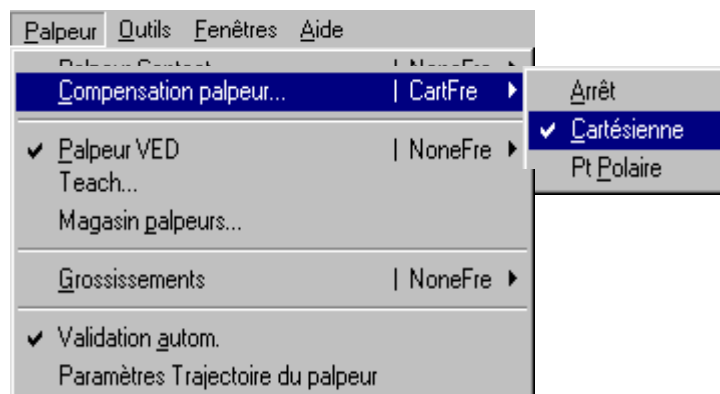 Palpeur Outils Fenêtres Aide
Compensation palpeur... | CartFre
Arrêt
Cartésienne
Pt Polaire
Palpeur VED | NoneFre
Teach...
Magasin palpeurs...
Grossissements | NoneFre
Validation autom.
Paramètres Trajectoire du palpeur